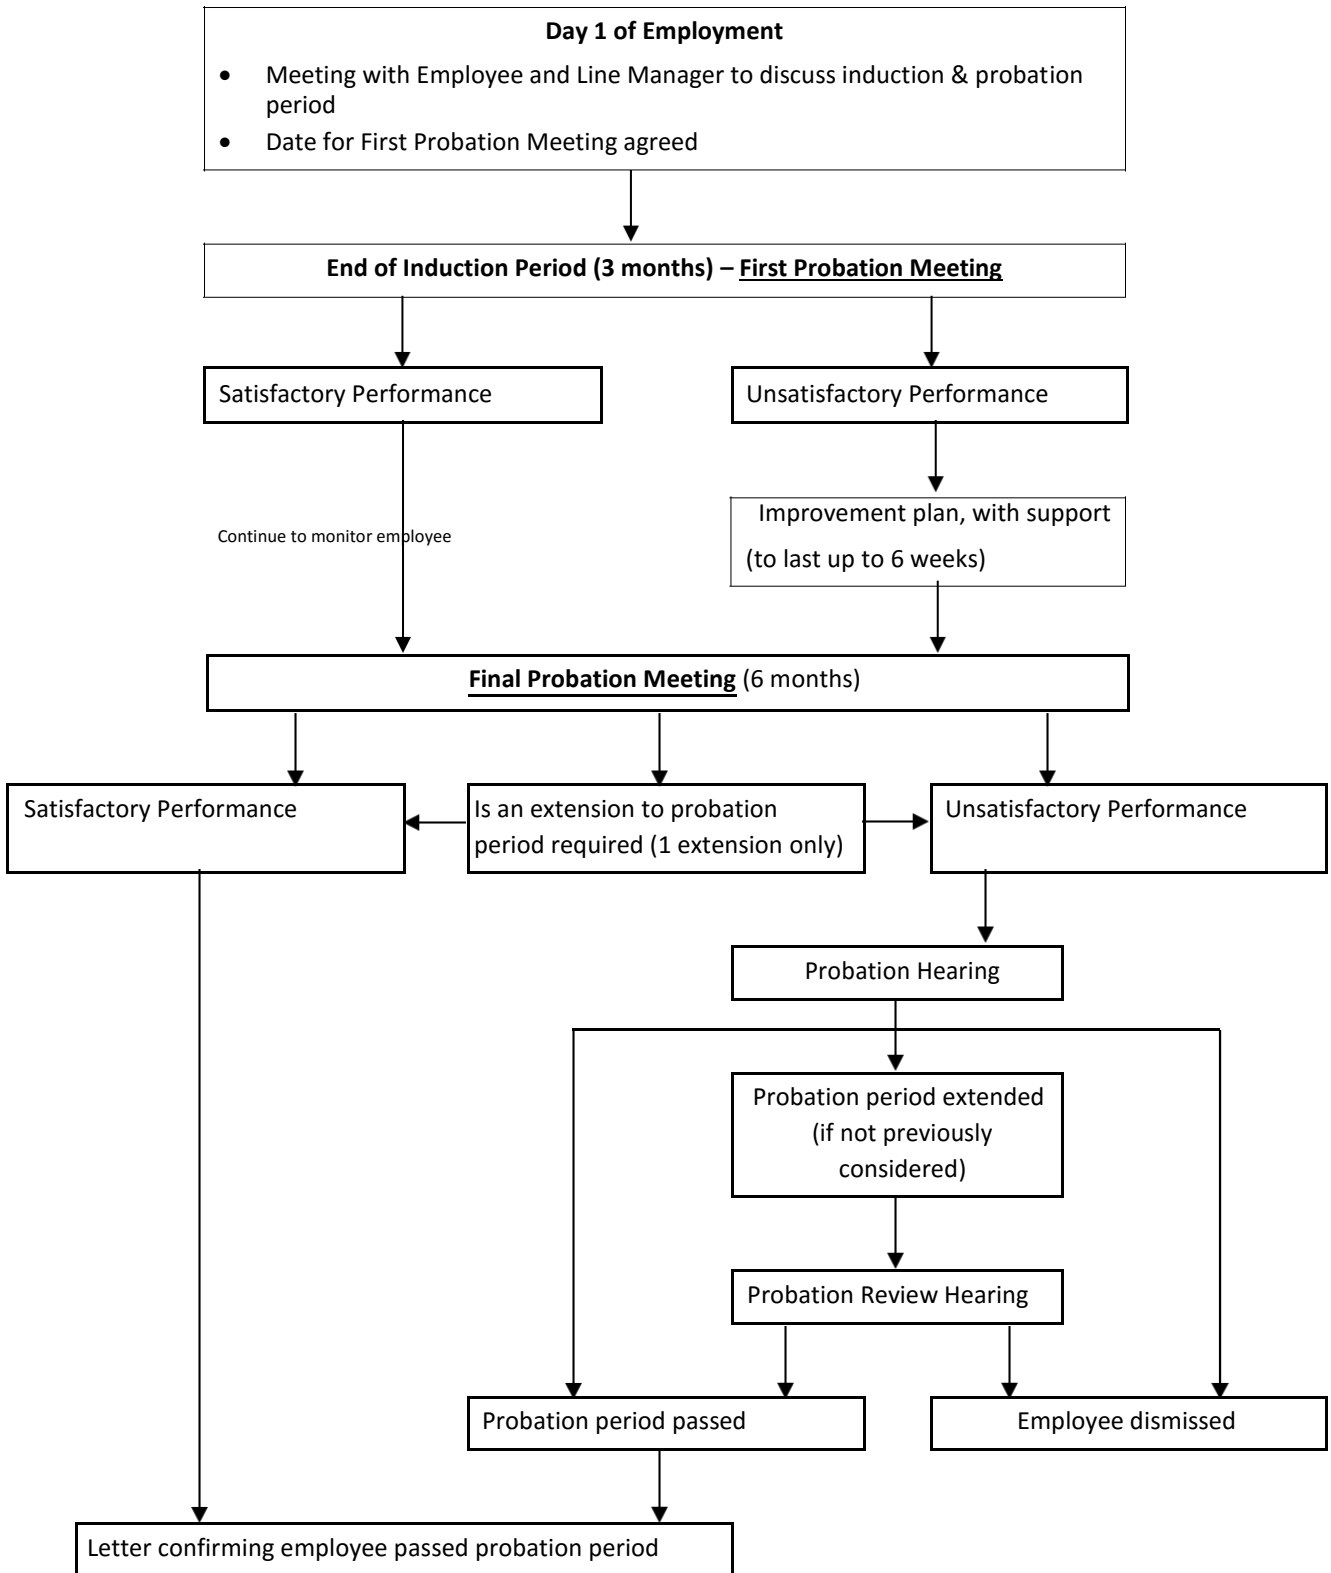 Day 1 of Employment
• Meeting with Employee and Line Manager to discuss induction & probation
period
• Date for First Probation Meeting agreed
End of Induction Period (3 months) – First Probation Meeting
Satisfactory Performance
Unsatisfactory Performance
Continue to monitor employee
Improvement plan, with support
(to last up to 6 weeks)
Final Probation Meeting (6 months)
Satisfactory Performance
Is an extension to probation
period required (1 extension only)
Unsatisfactory Performance
Probation Hearing
Probation period extended
(if not previously
considered)
Probation Review Hearing
Probation period passed
Employee dismissed
Letter confirming employee passed probation period